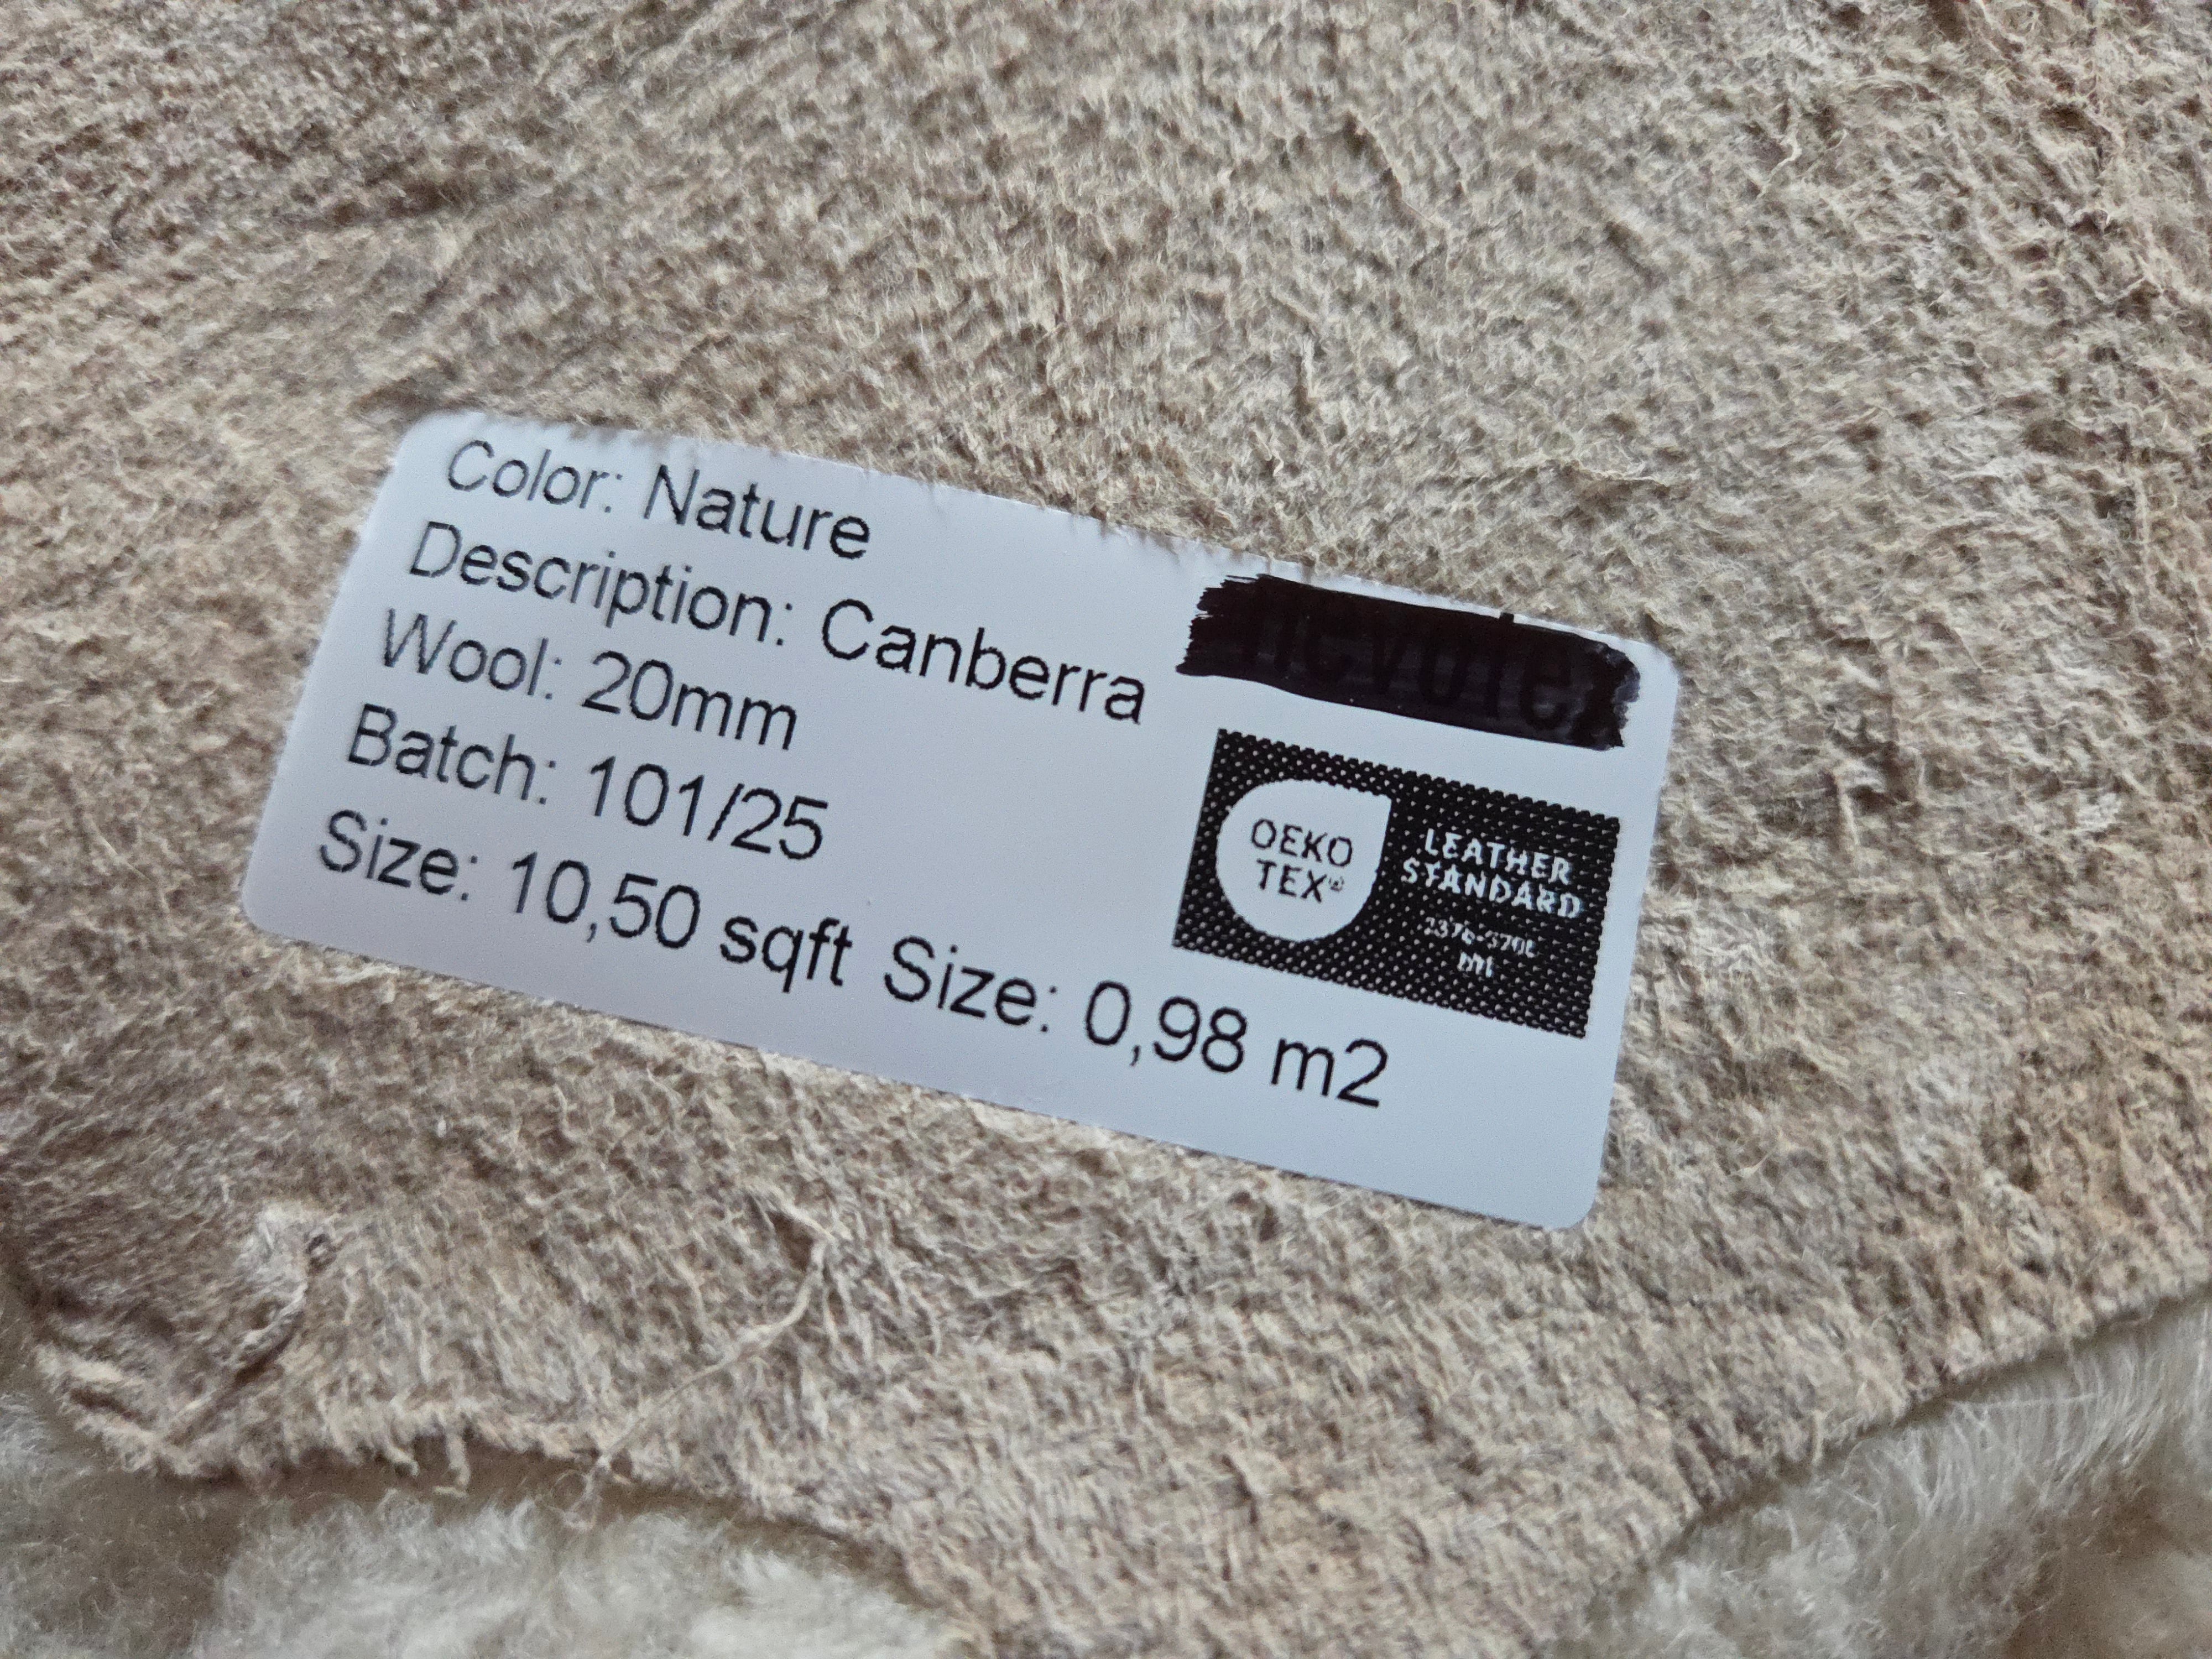 Color: Nature
Description: Canberra
Wool: 20mm
Batch: 101/25
Size: 10,50 sqft Size: 0,98 m2
OEKO
TEX®
LEATHER
STANDARD